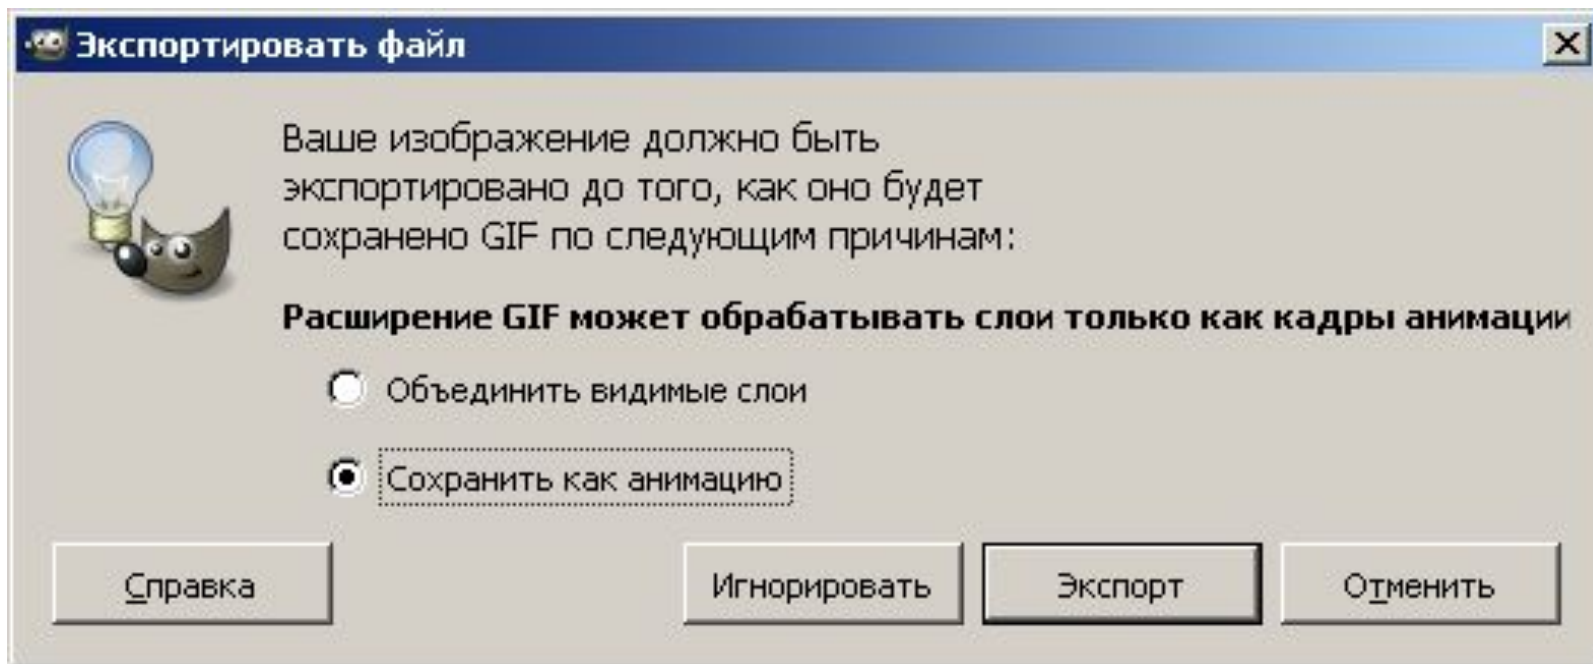 Экспортировать файл
Ваше изображение должно быть
экспортировано до того, как оно будет
сохранено GIF по следующим причинам:
Расширение GIF может обрабатывать слои только как кадры анимации
Объединить видимые слои
Сохранить как анимацию
Справка
Игнорировать
Экспорт
Отменить